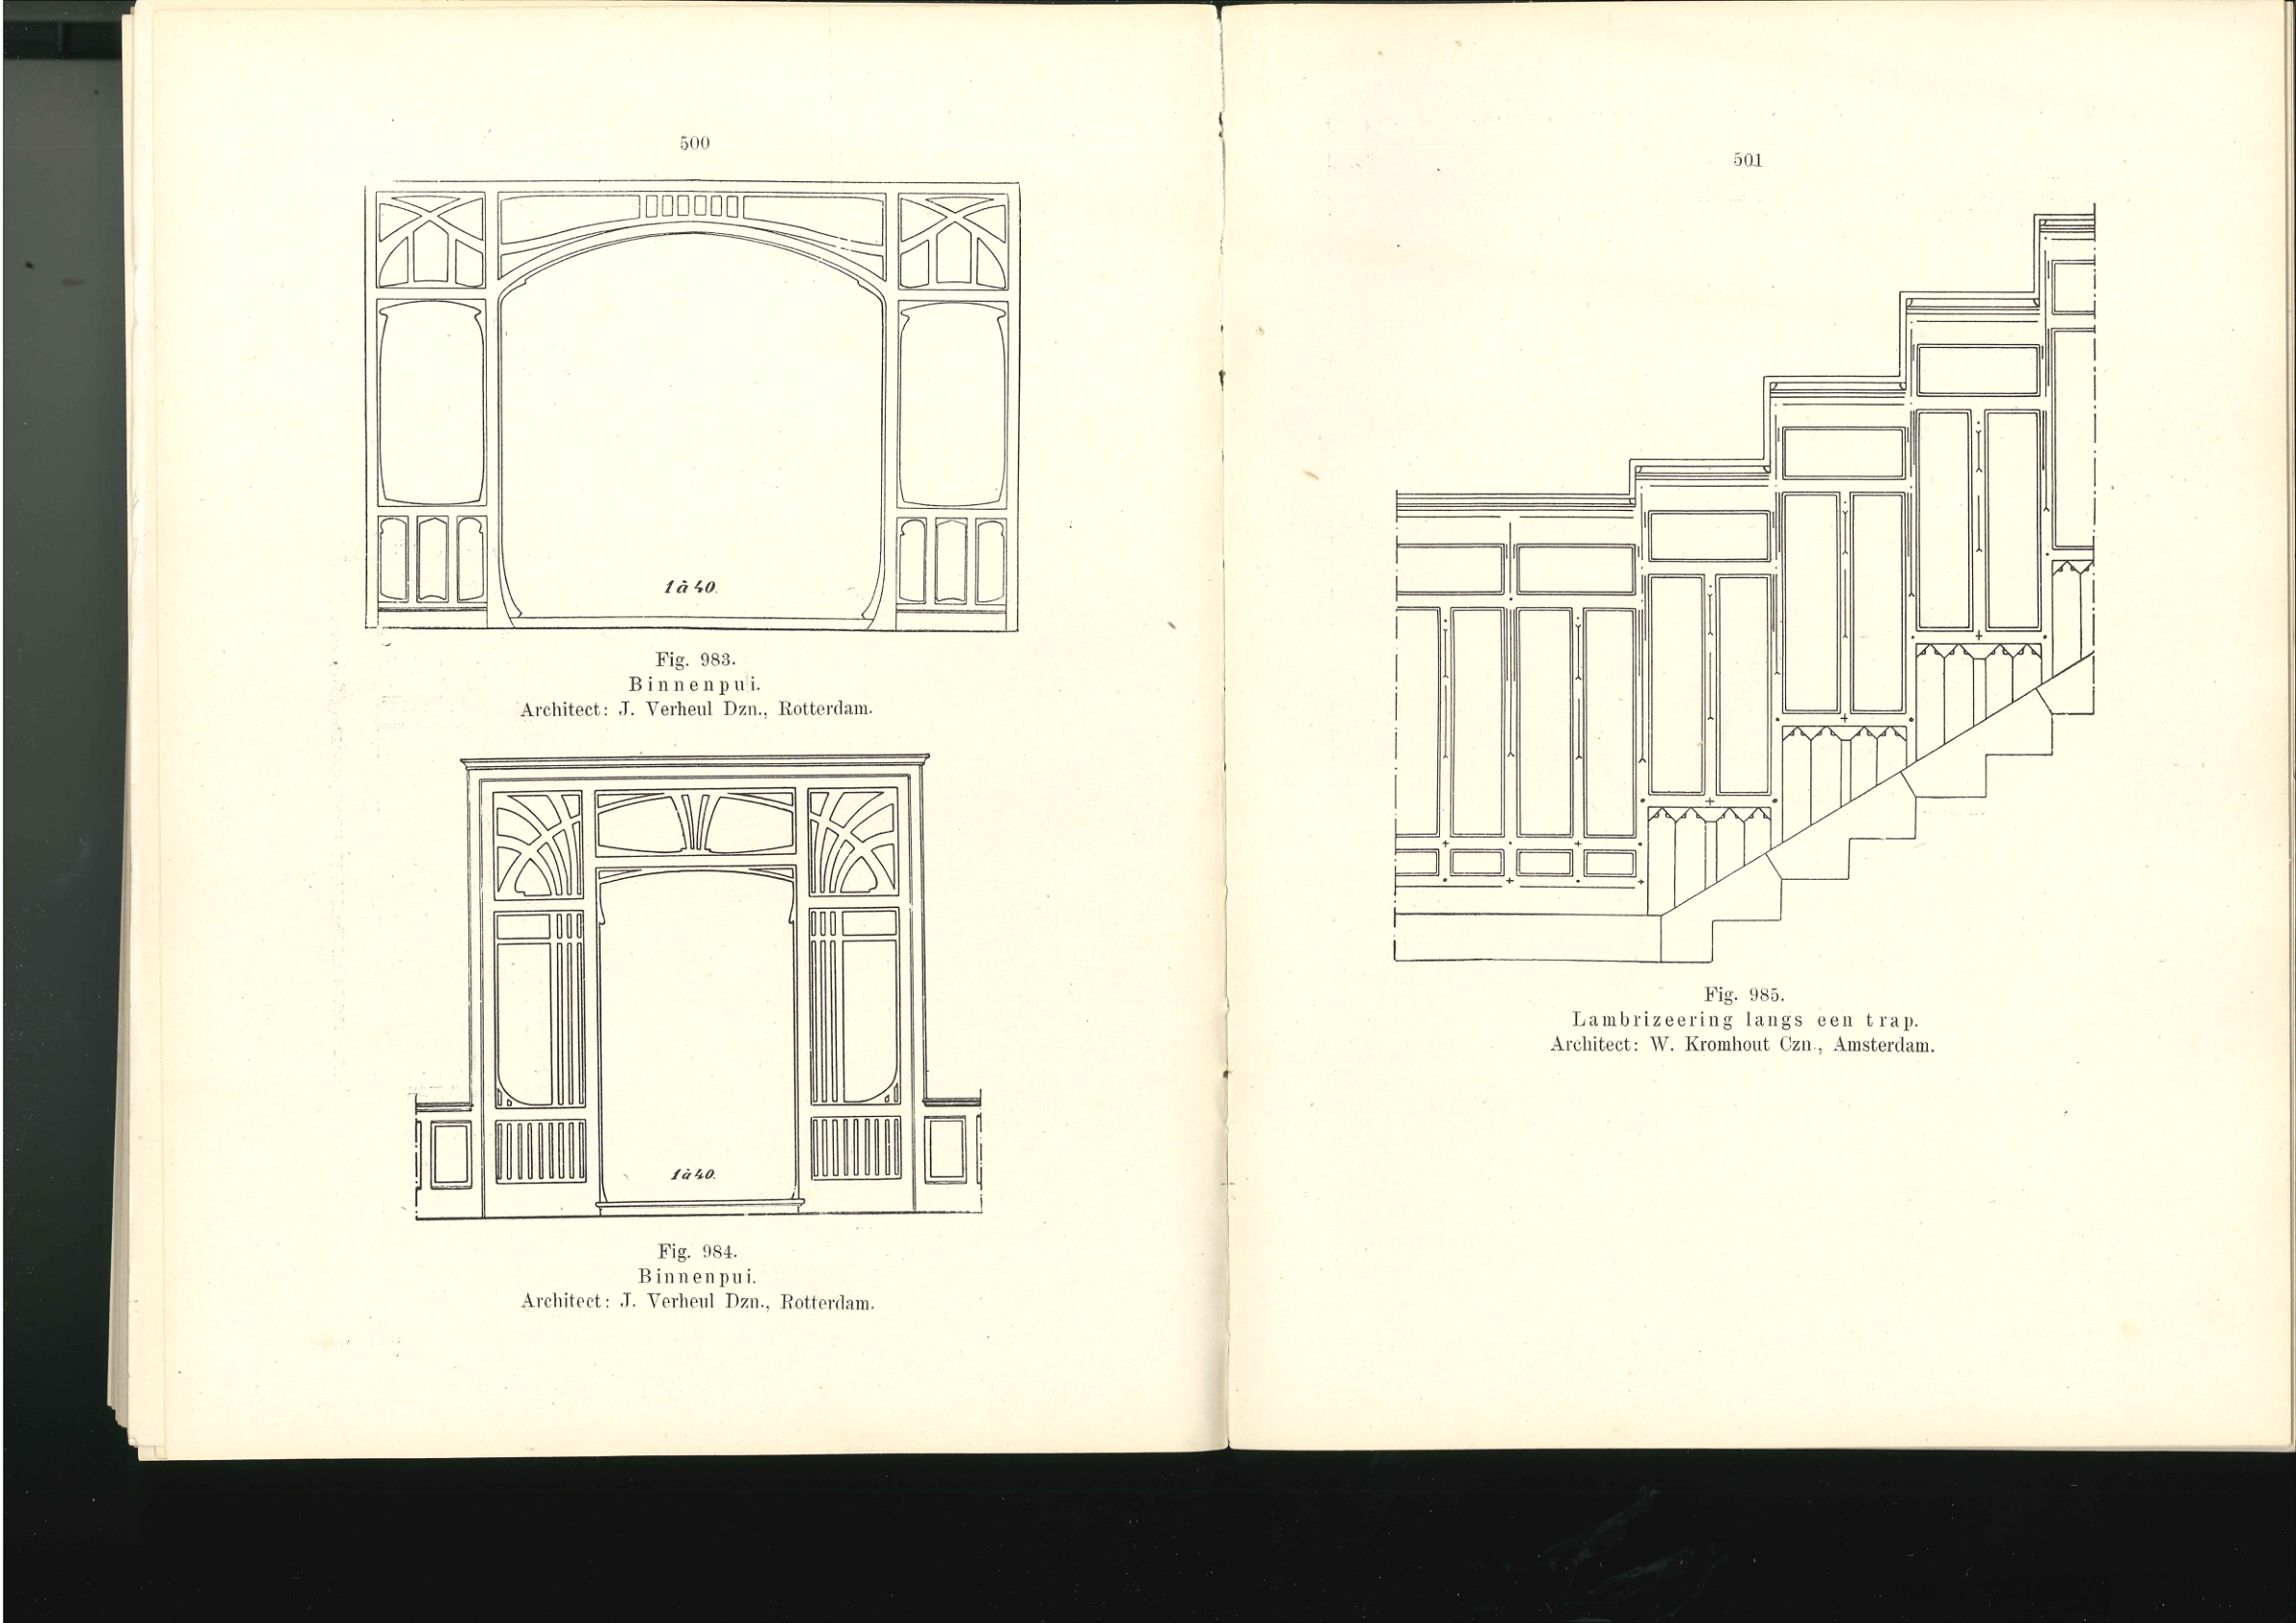 500
1 à 40.
Fig. 983.
Binnenpui.
Architect: J. Verheul Dzn., Rotterdam.
1 à 40.
Fig. 984.
Binnenpui.
Architect: J. Verheul Dzn., Rotterdam.
501
Fig. 985.
Lambrizeering langs een trap.
Architect: W. Kromhout Czn., Amsterdam.